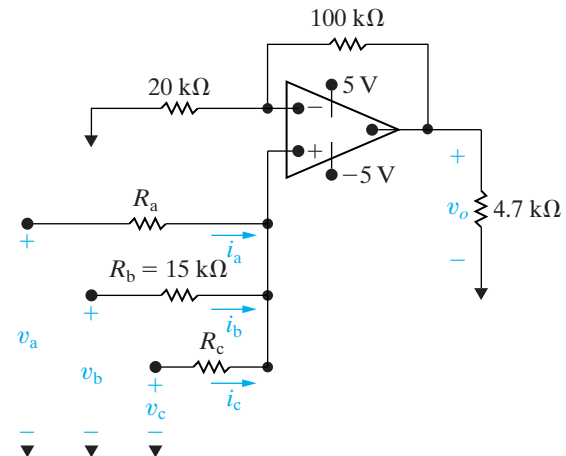 100 kΩ
20 kΩ
5 V
−
+
−5 V
+
v_o
4.7 kΩ
−
R_a
+
i_a
R_b = 15 kΩ
+
i_b
v_a
R_c
v_b
+
i_c
v_c
− − −